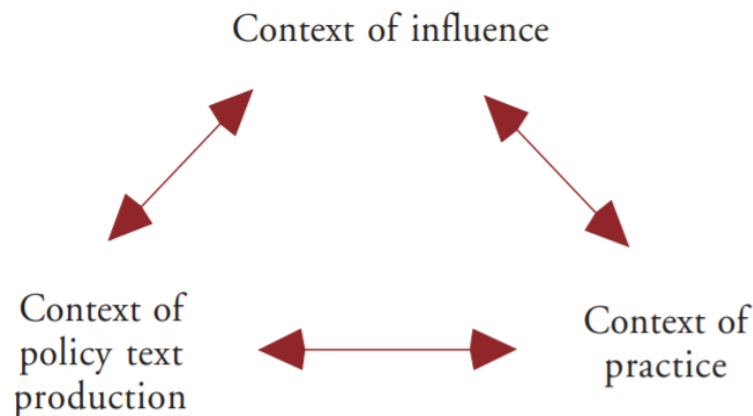 Context of influence
Context of
policy text
production
Context of
practice